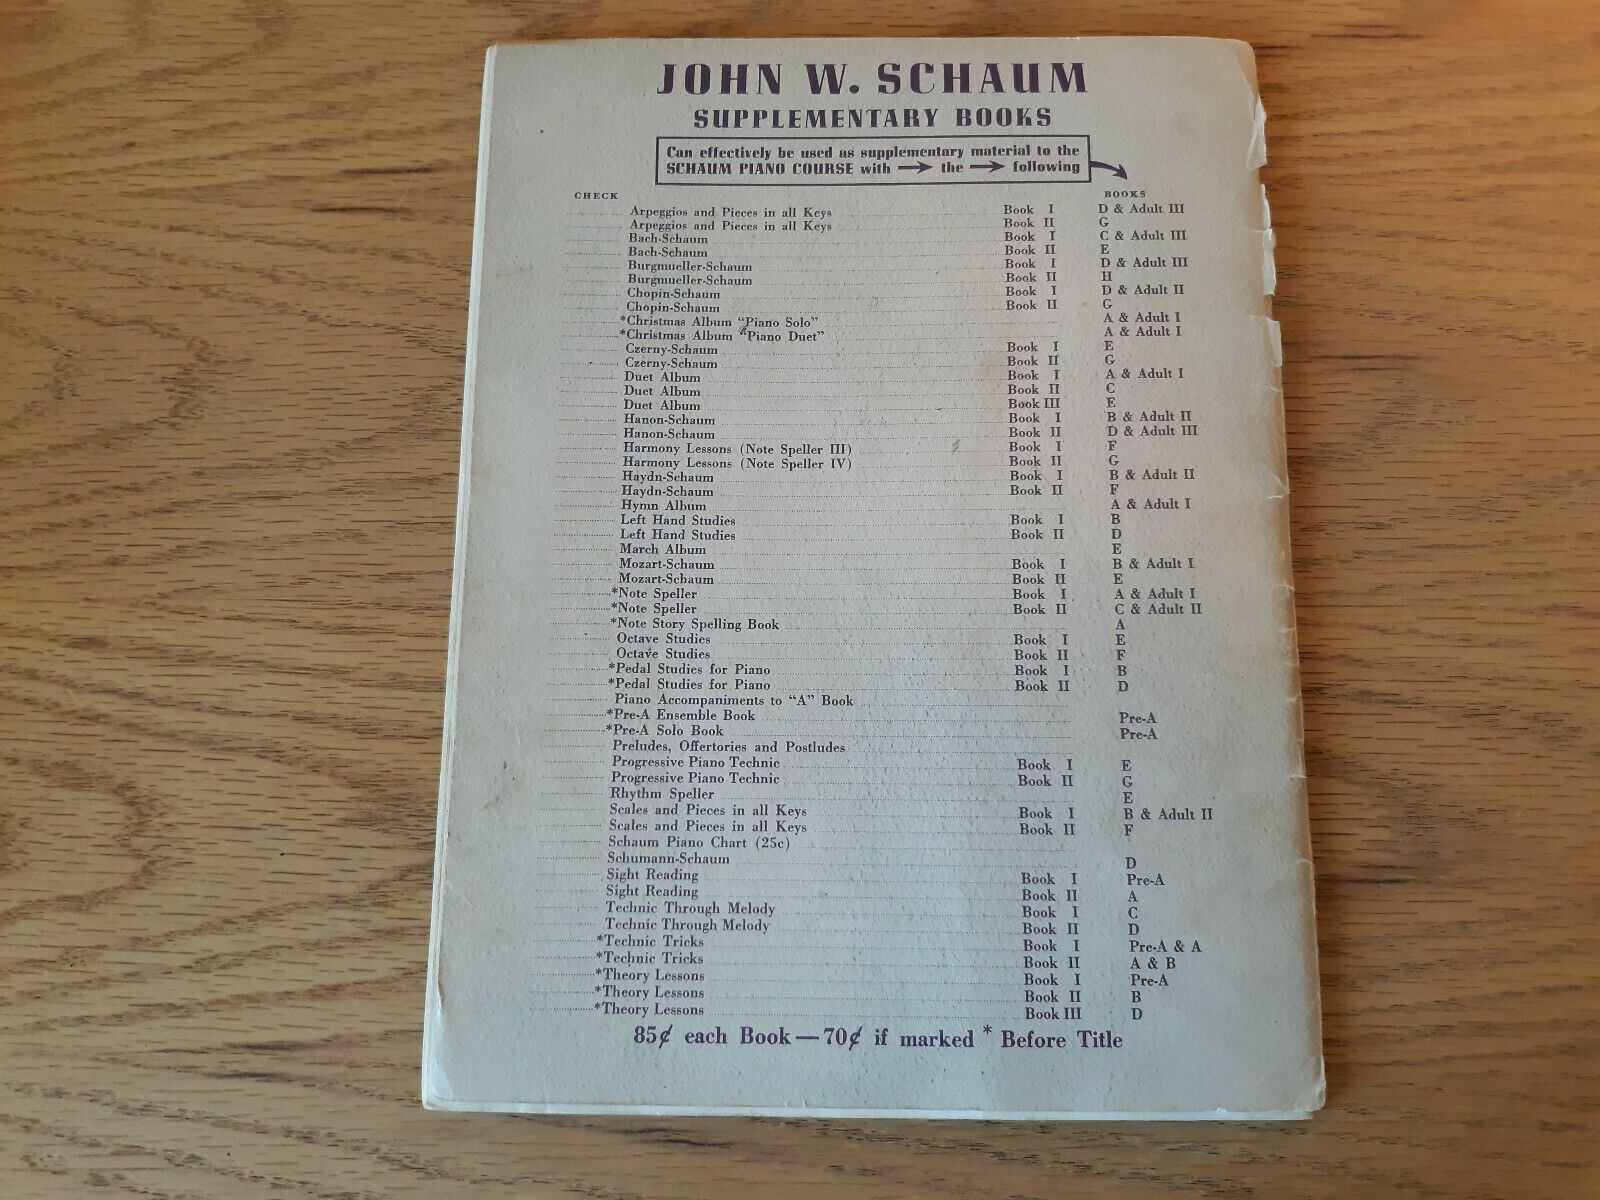 JOHN W. SCHAUM
SUPPLEMENTARY BOOKS
Can effectively be used as supplementary material to the
SCHAUM PIANO COURSE with → the → following
CHECK BOOKS
Arpeggios and Pieces in all Keys Book I D & Adult III
Arpeggios and Pieces in all Keys Book II G
Bach-Schaum Book I C & Adult III
Bach-Schaum Book II E
Burgmueller-Schaum Book I D & Adult III
Burgmueller-Schaum Book II H
Chopin-Schaum Book I D & Adult II
Chopin-Schaum Book II G
*Christmas Album "Piano Solo" A & Adult I
*Christmas Album "Piano Duet" A & Adult I
Czerny-Schaum Book I E
Czerny-Schaum Book II G
Duet Album Book I A & Adult I
Duet Album Book II C
Duet Album Book III E
Hanon-Schaum Book I B & Adult II
Hanon-Schaum Book II D & Adult III
Harmony Lessons (Note Speller III) Book I F
Harmony Lessons (Note Speller IV) Book II G
Haydn-Schaum Book I B & Adult II
Haydn-Schaum Book II F
Hymn Album A & Adult I
Left Hand Studies Book I B
Left Hand Studies Book II D
March Album E
Mozart-Schaum Book I B & Adult I
Mozart-Schaum Book II E
*Note Speller Book I A & Adult I
*Note Speller Book II C & Adult II
*Note Story Spelling Book A
Octave Studies Book I E
Octave Studies Book II F
*Pedal Studies for Piano Book I B
*Pedal Studies for Piano Book II D
Piano Accompaniments to "A" Book
*Pre-A Ensemble Book Pre-A
*Pre-A Solo Book Pre-A
Preludes, Offertories and Postludes
Progressive Piano Technic Book I E
Progressive Piano Technic Book II G
Rhythm Speller E
Scales and Pieces in all Keys Book I B & Adult II
Scales and Pieces in all Keys Book II F
Schaum Piano Chart (25c)
Schumann-Schaum D
Sight Reading Book I Pre-A
Sight Reading Book II A
Technic Through Melody Book I C
Technic Through Melody Book II D
*Technic Tricks Book I Pre-A & A
*Technic Tricks Book II A & B
*Theory Lessons Book I Pre-A
*Theory Lessons Book II B
*Theory Lessons Book III D
85¢ each Book — 70¢ if marked * Before Title